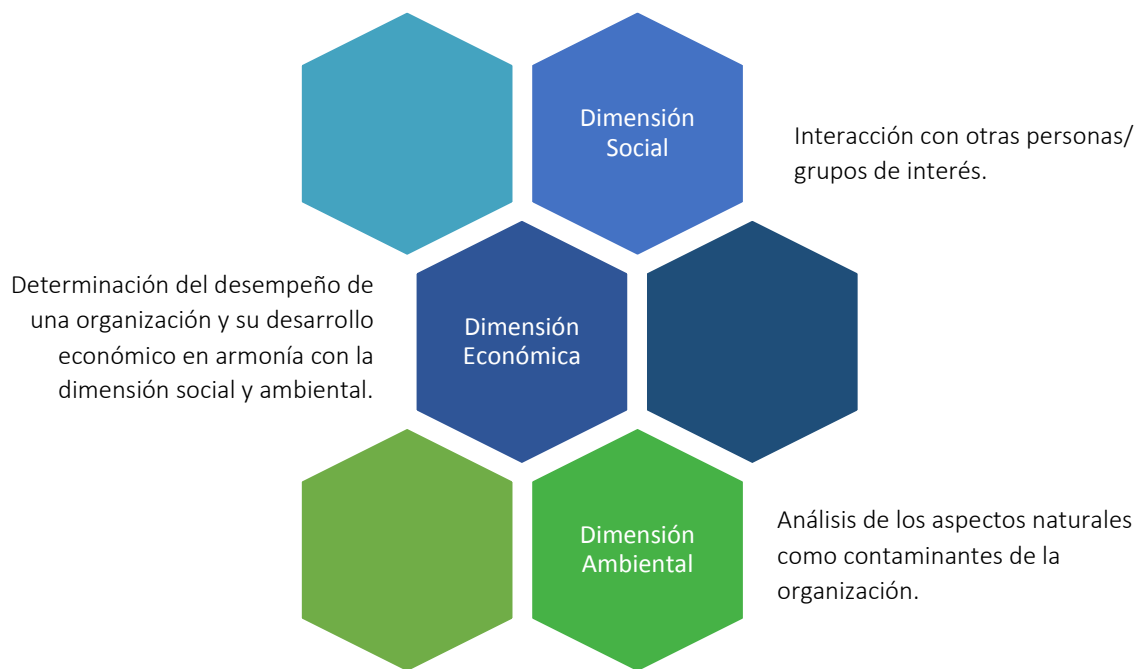 Dimensión
Social
Interacción con otras personas/
grupos de interés.
Determinación del desempeño de
una organización y su desarrollo
económico en armonía con la
dimensión social y ambiental.
Dimensión
Económica
Dimensión
Ambiental
Análisis de los aspectos naturales
como contaminantes de la
organización.